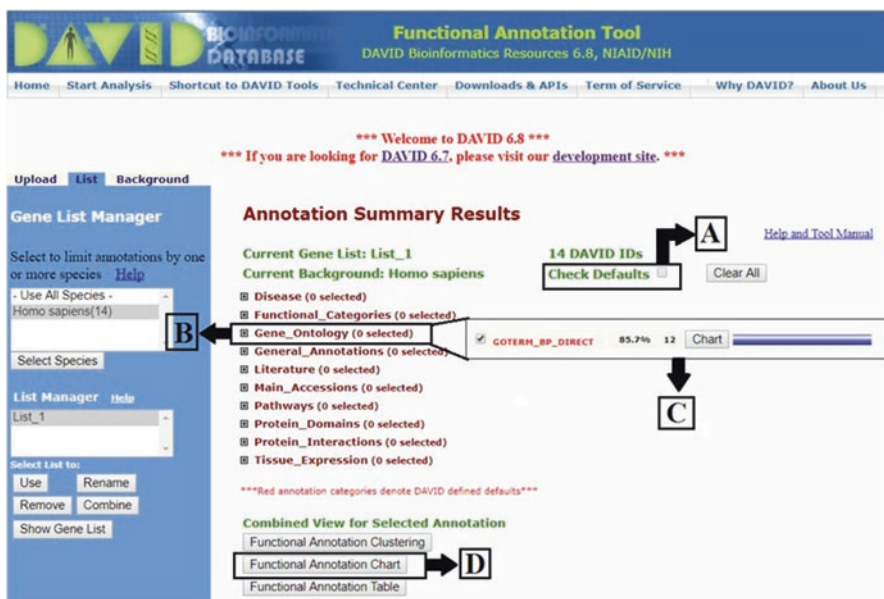 DAVID BIOINFORMATICS DATABASE
Functional Annotation Tool
DAVID Bioinformatics Resources 6.8, NIAID/NIH
Home Start Analysis Shortcut to DAVID Tools Technical Center Downloads & APIs Term of Service Why DAVID? About Us
*** Welcome to DAVID 6.8 ***
*** If you are looking for DAVID 6.7, please visit our development site. ***
Upload List Background
Gene List Manager
Select to limit annotations by one
or more species Help
- Use All Species -
Homo sapiens(14)
Select Species
List Manager Help
List_1
Select List to:
Use Rename
Remove Combine
Show Gene List
Annotation Summary Results
A
Help and Tool Manual
Current Gene List: List_1 14 DAVID IDs
Current Background: Homo sapiens Check Defaults Clear All
Disease (0 selected)
Functional_Categories (0 selected)
B
Gene_Ontology (0 selected)
GOTERM_BP_DIRECT 85.7% 12 Chart
General_Annotations (0 selected)
Literature (0 selected)
Main_Accessions (0 selected)
C
Pathways (0 selected)
Protein_Domains (0 selected)
Protein_Interactions (0 selected)
Tissue_Expression (0 selected)
***Red annotation categories denote DAVID defined defaults***
Combined View for Selected Annotation
Functional Annotation Clustering
Functional Annotation Chart
D
Functional Annotation Table